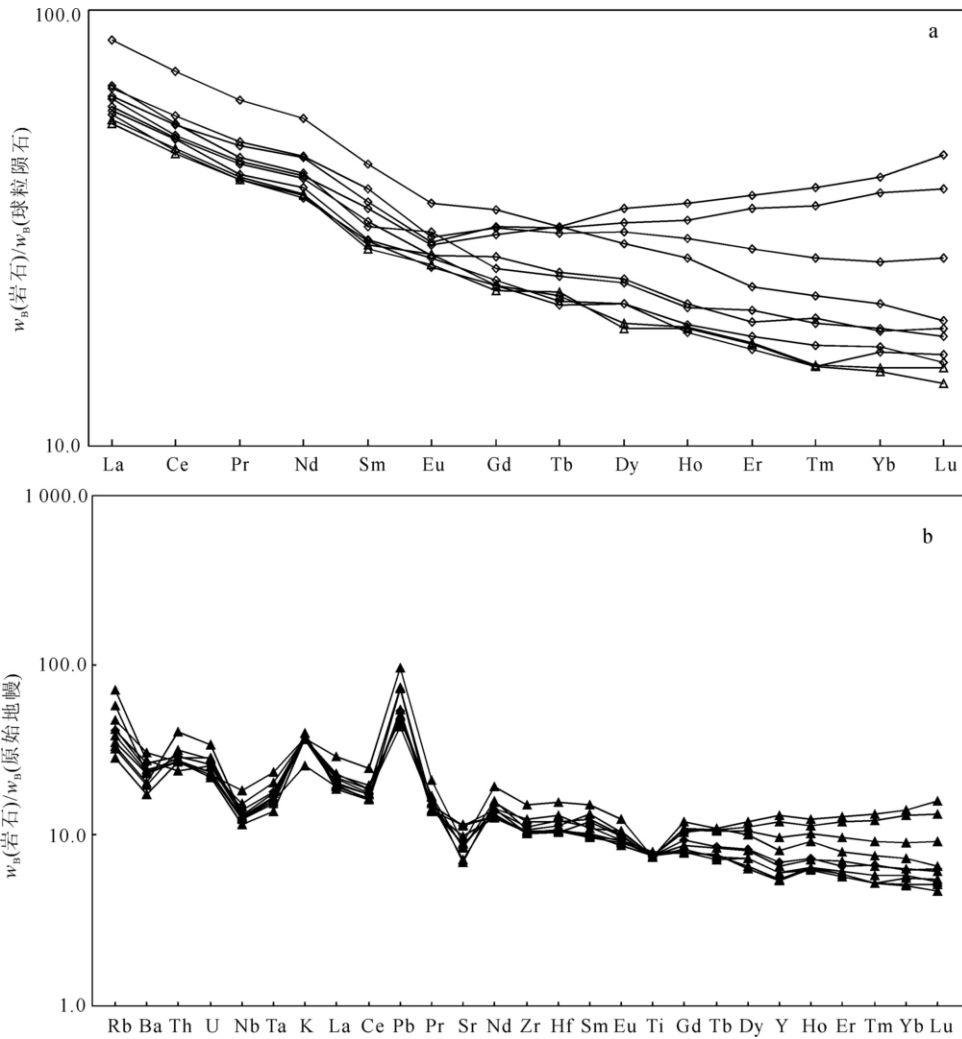 100.0
a
w_B(岩石)/w_B(球粒陨石)
10.0
La Ce Pr Nd Sm Eu Gd Tb Dy Ho Er Tm Yb Lu
1 000.0
b
100.0
w_B(岩石)/w_B(原始地幔)
10.0
1.0
Rb Ba Th U Nb Ta K La Ce Pb Pr Sr Nd Zr Hf Sm Eu Ti Gd Tb Dy Y Ho Er Tm Yb Lu